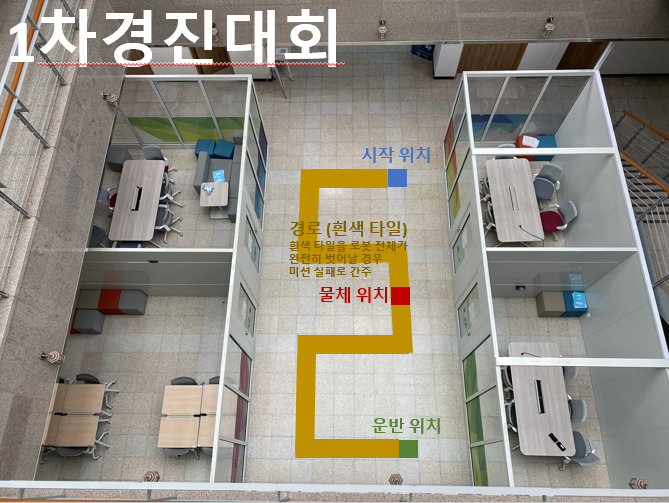 1차경진대회
시작 위치
경로 (흰색 타일)
흰색 타일을 로봇 전체가
완전히 벗어날 경우
미션 실패로 간주
물체 위치
운반 위치